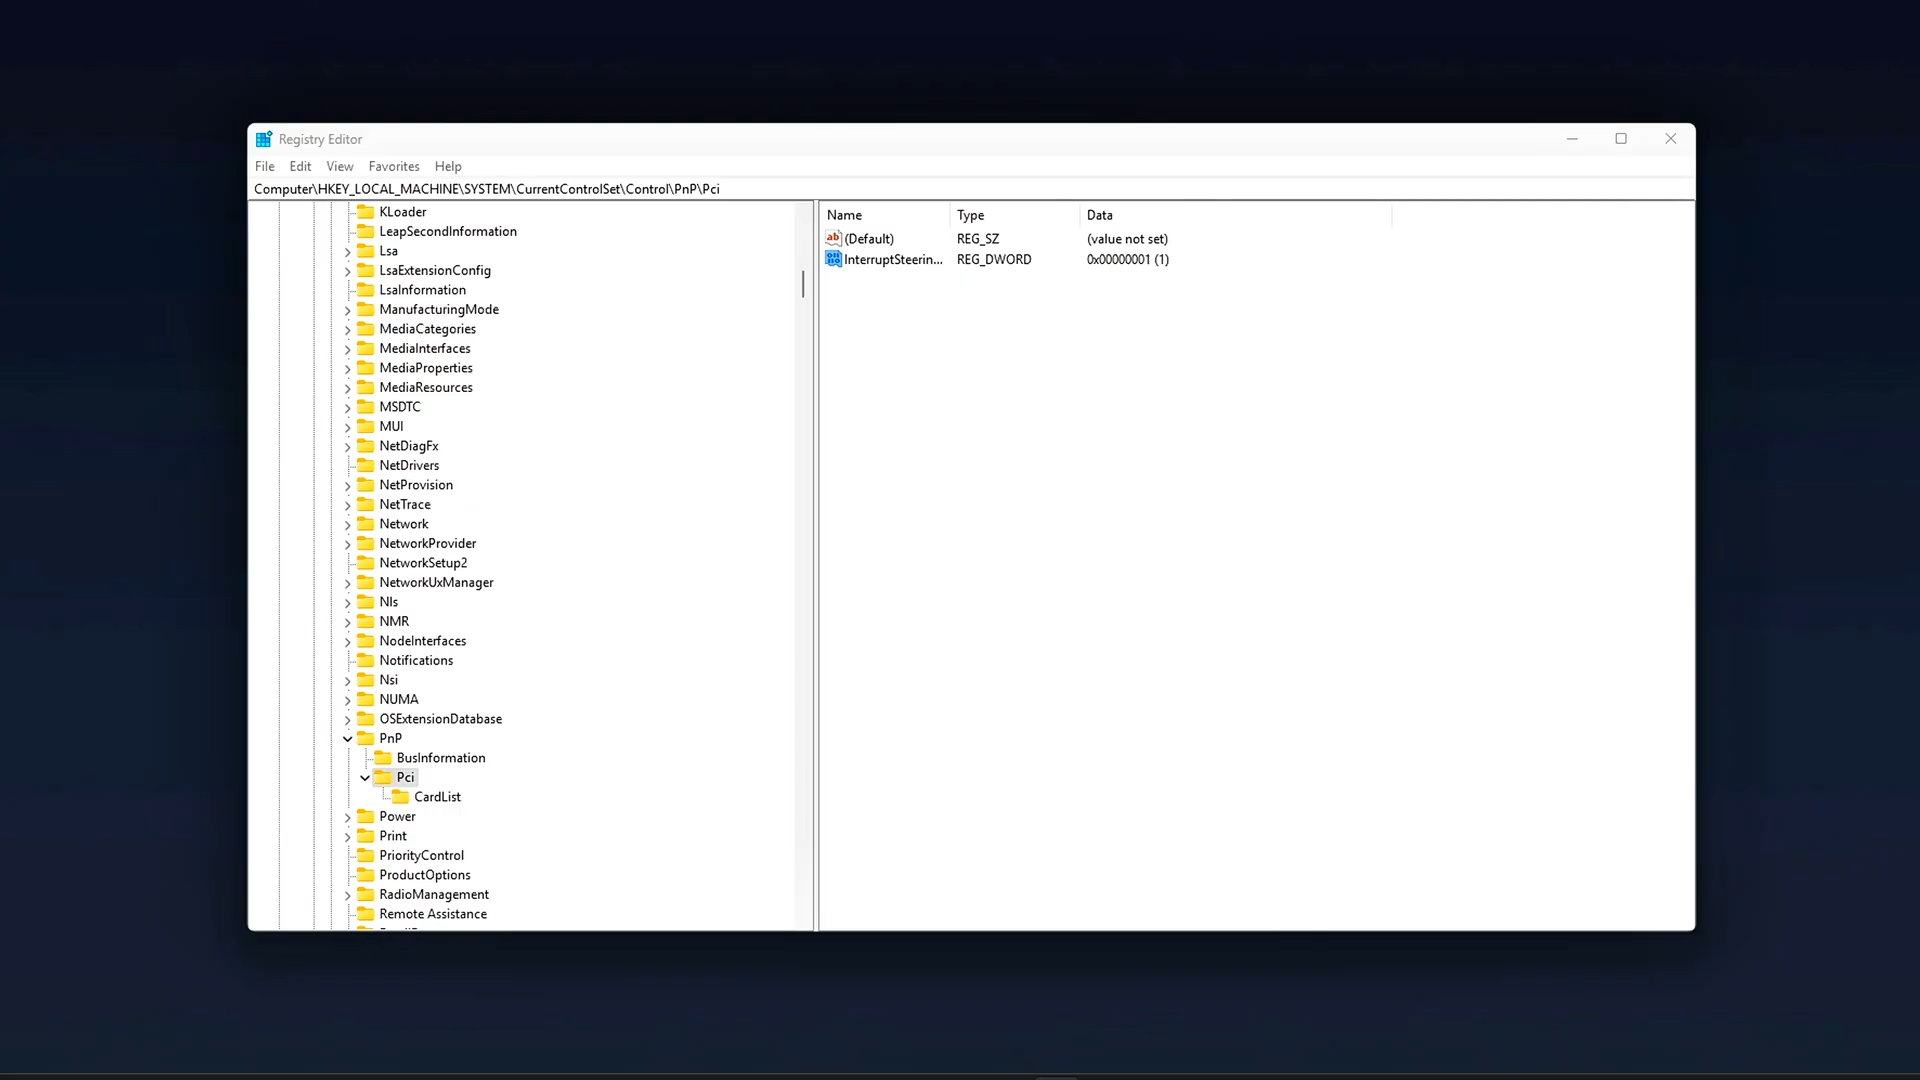 Registry Editor
File Edit View Favorites Help
Computer\HKEY_LOCAL_MACHINE\SYSTEM\CurrentControlSet\Control\PnP\Pci
KLoader
LeapSecondInformation
Lsa
LsaExtensionConfig
LsaInformation
ManufacturingMode
MediaCategories
MediaInterfaces
MediaProperties
MediaResources
MSDTC
MUI
NetDiagFx
NetDrivers
NetProvision
NetTrace
Network
NetworkProvider
NetworkSetup2
NetworkUxManager
Nls
NMR
NodeInterfaces
Notifications
Nsi
NUMA
OSExtensionDatabase
PnP
BusInformation
Pci
CardList
Power
Print
PriorityControl
ProductOptions
RadioManagement
Remote Assistance
Name Type Data
(Default) REG_SZ (value not set)
InterruptSteerin... REG_DWORD 0x00000001 (1)